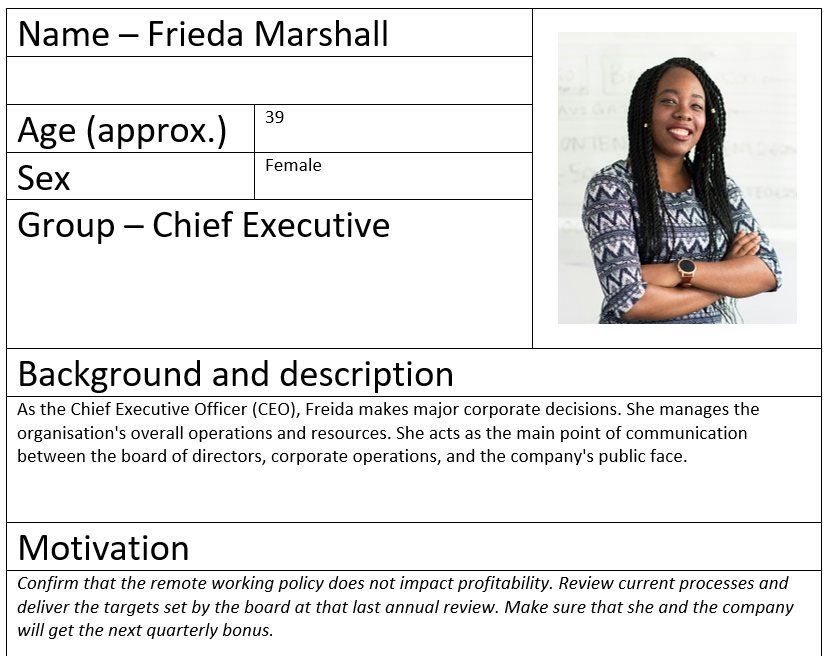 Name – Frieda Marshall
Age (approx.)
39
Sex
Female
Group – Chief Executive
Background and description
As the Chief Executive Officer (CEO), Freida makes major corporate decisions. She manages the
organisation's overall operations and resources. She acts as the main point of communication
between the board of directors, corporate operations, and the company's public face.
Motivation
Confirm that the remote working policy does not impact profitability. Review current processes and
deliver the targets set by the board at that last annual review. Make sure that she and the company
will get the next quarterly bonus.